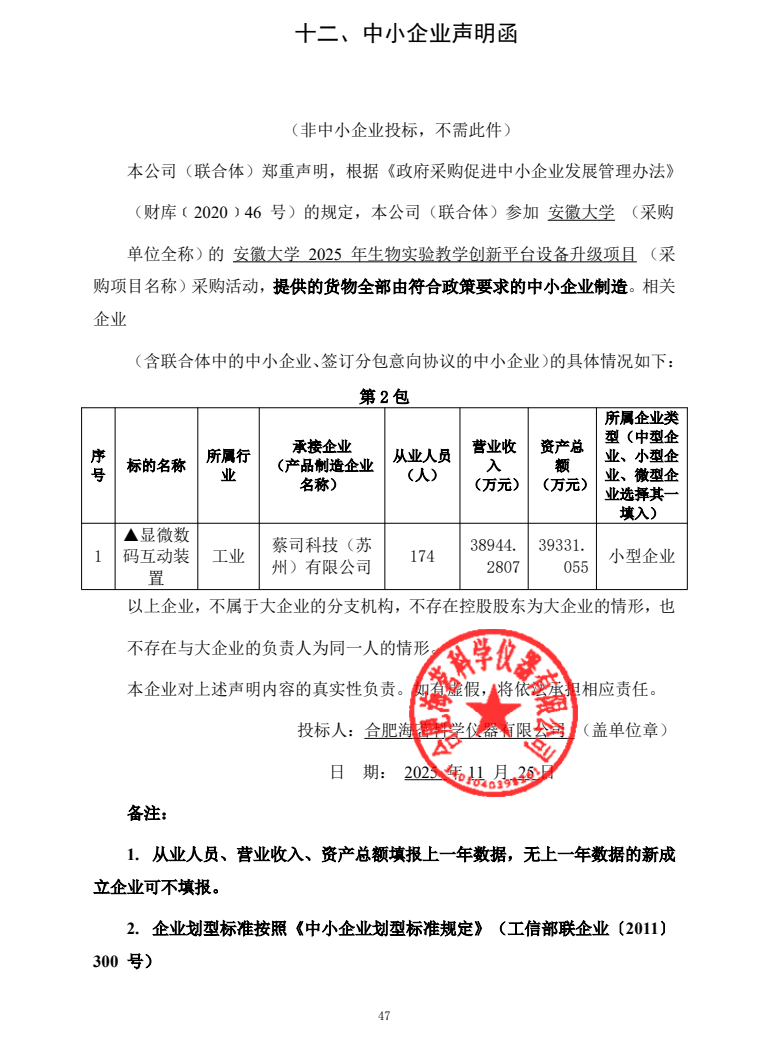 十二、中小企业声明函
（非中小企业投标，不需此件）
本公司（联合体）郑重声明，根据《政府采购促进中小企业发展管理办法》
（财库﹝2020﹞46 号）的规定，本公司（联合体）参加 安徽大学 （采购
单位全称）的 安徽大学 2025 年生物实验教学创新平台设备升级项目 （采
购项目名称）采购活动，提供的货物全部由符合政策要求的中小企业制造。相关
企业
（含联合体中的中小企业、签订分包意向协议的中小企业）的具体情况如下：
第 2 包
序号 标的名称 所属行业 承接企业（产品制造企业名称） 从业人员（人） 营业收入（万元） 资产总额（万元） 所属企业类型（中型企业、小型企业、微型企业选择其一填入）
1 ▲显微数码互动装置 工业 蔡司科技（苏州）有限公司 174 38944.2807 39331.055 小型企业
以上企业，不属于大企业的分支机构，不存在控股股东为大企业的情形，也
不存在与大企业的负责人为同一人的情形。
本企业对上述声明内容的真实性负责。如有虚假，将依法承担相应责任。
投标人：合肥海茗科学仪器有限公司（盖单位章）
日 期： 2025 年 11 月 25 日
合肥海茗科学仪器有限公司
备注：
1. 从业人员、营业收入、资产总额填报上一年数据，无上一年数据的新成
立企业可不填报。
2. 企业划型标准按照《中小企业划型标准规定》（工信部联企业〔2011〕
300 号）
47